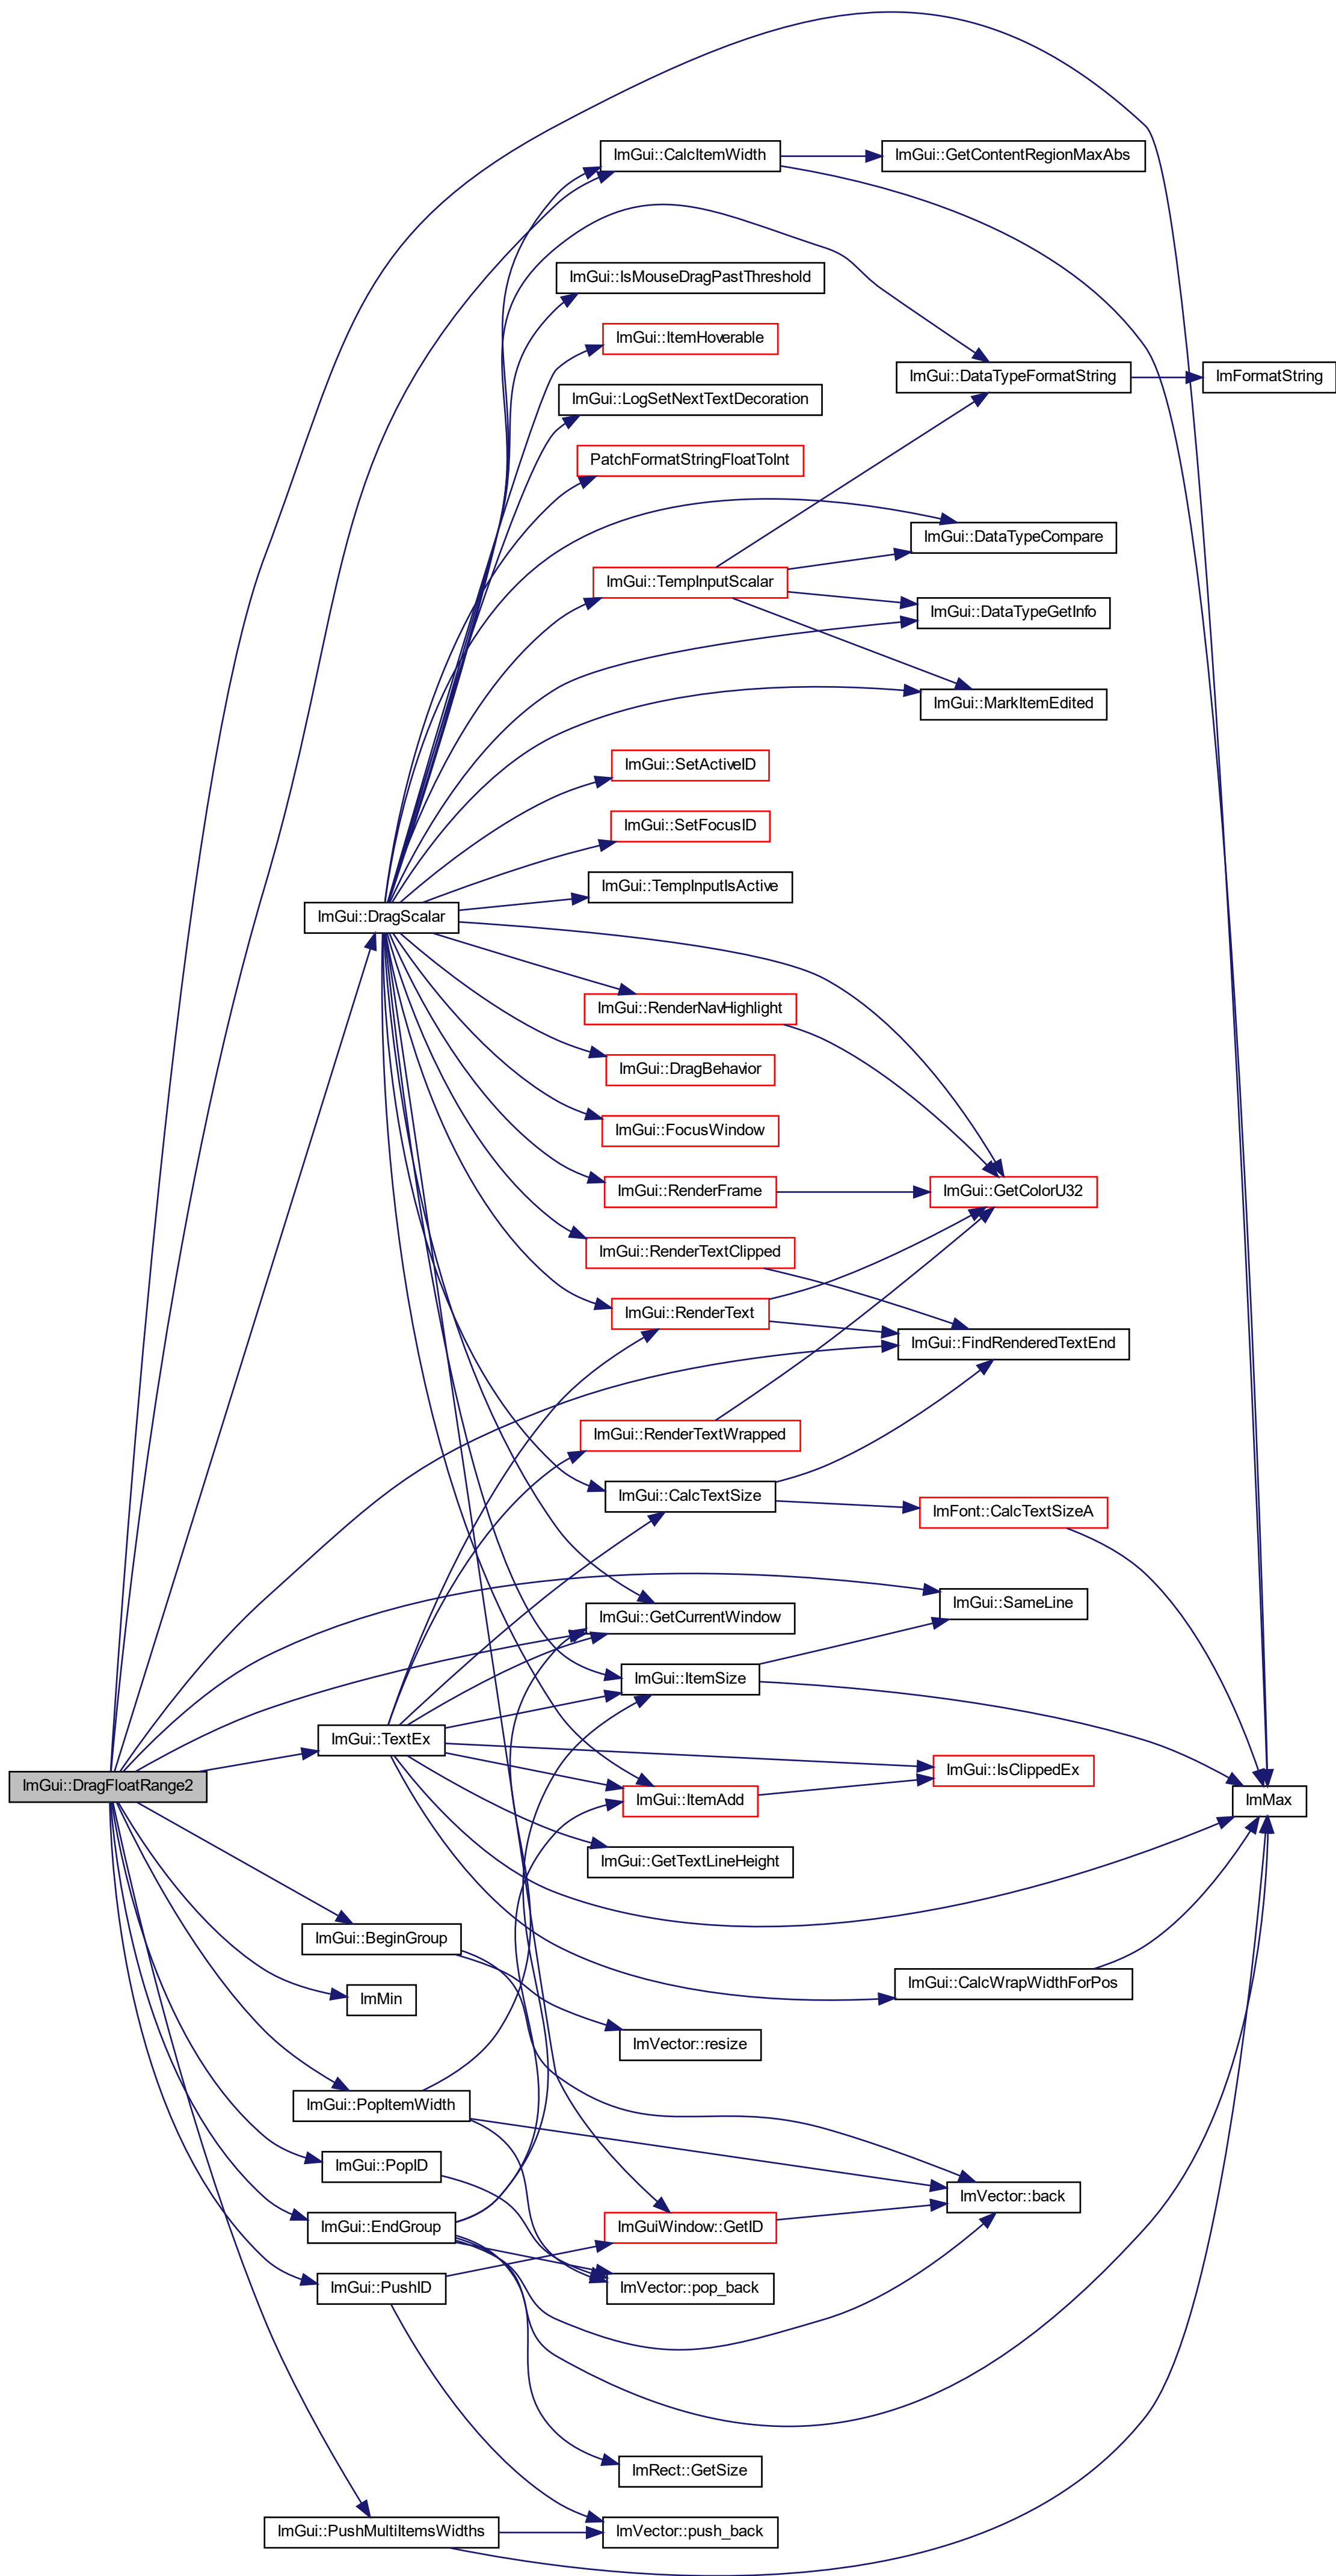 ImGui::CalcItemWidth
ImGui::GetContentRegionMaxAbs
ImGui::IsMouseDragPastThreshold
ImGui::ItemHoverable
ImGui::DataTypeFormatString
ImFormatString
ImGui::LogSetNextTextDecoration
PatchFormatStringFloatToInt
ImGui::DataTypeCompare
ImGui::TempInputScalar
ImGui::DataTypeGetInfo
ImGui::MarkItemEdited
ImGui::SetActiveID
ImGui::SetFocusID
ImGui::TempInputIsActive
ImGui::DragScalar
ImGui::RenderNavHighlight
ImGui::DragBehavior
ImGui::FocusWindow
ImGui::RenderFrame
ImGui::GetColorU32
ImGui::RenderTextClipped
ImGui::RenderText
ImGui::FindRenderedTextEnd
ImGui::RenderTextWrapped
ImGui::CalcTextSize
ImFont::CalcTextSizeA
ImGui::SameLine
ImGui::GetCurrentWindow
ImGui::ItemSize
ImGui::TextEx
ImGui::IsClippedEx
ImGui::DragFloatRange2
ImGui::ItemAdd
ImMax
ImGui::GetTextLineHeight
ImGui::BeginGroup
ImGui::CalcWrapWidthForPos
ImMin
ImVector::resize
ImGui::PopItemWidth
ImGui::PopID
ImVector::back
ImGui::EndGroup
ImGuiWindow::GetID
ImGui::PushID
ImVector::pop_back
ImRect::GetSize
ImGui::PushMultiItemsWidths
ImVector::push_back